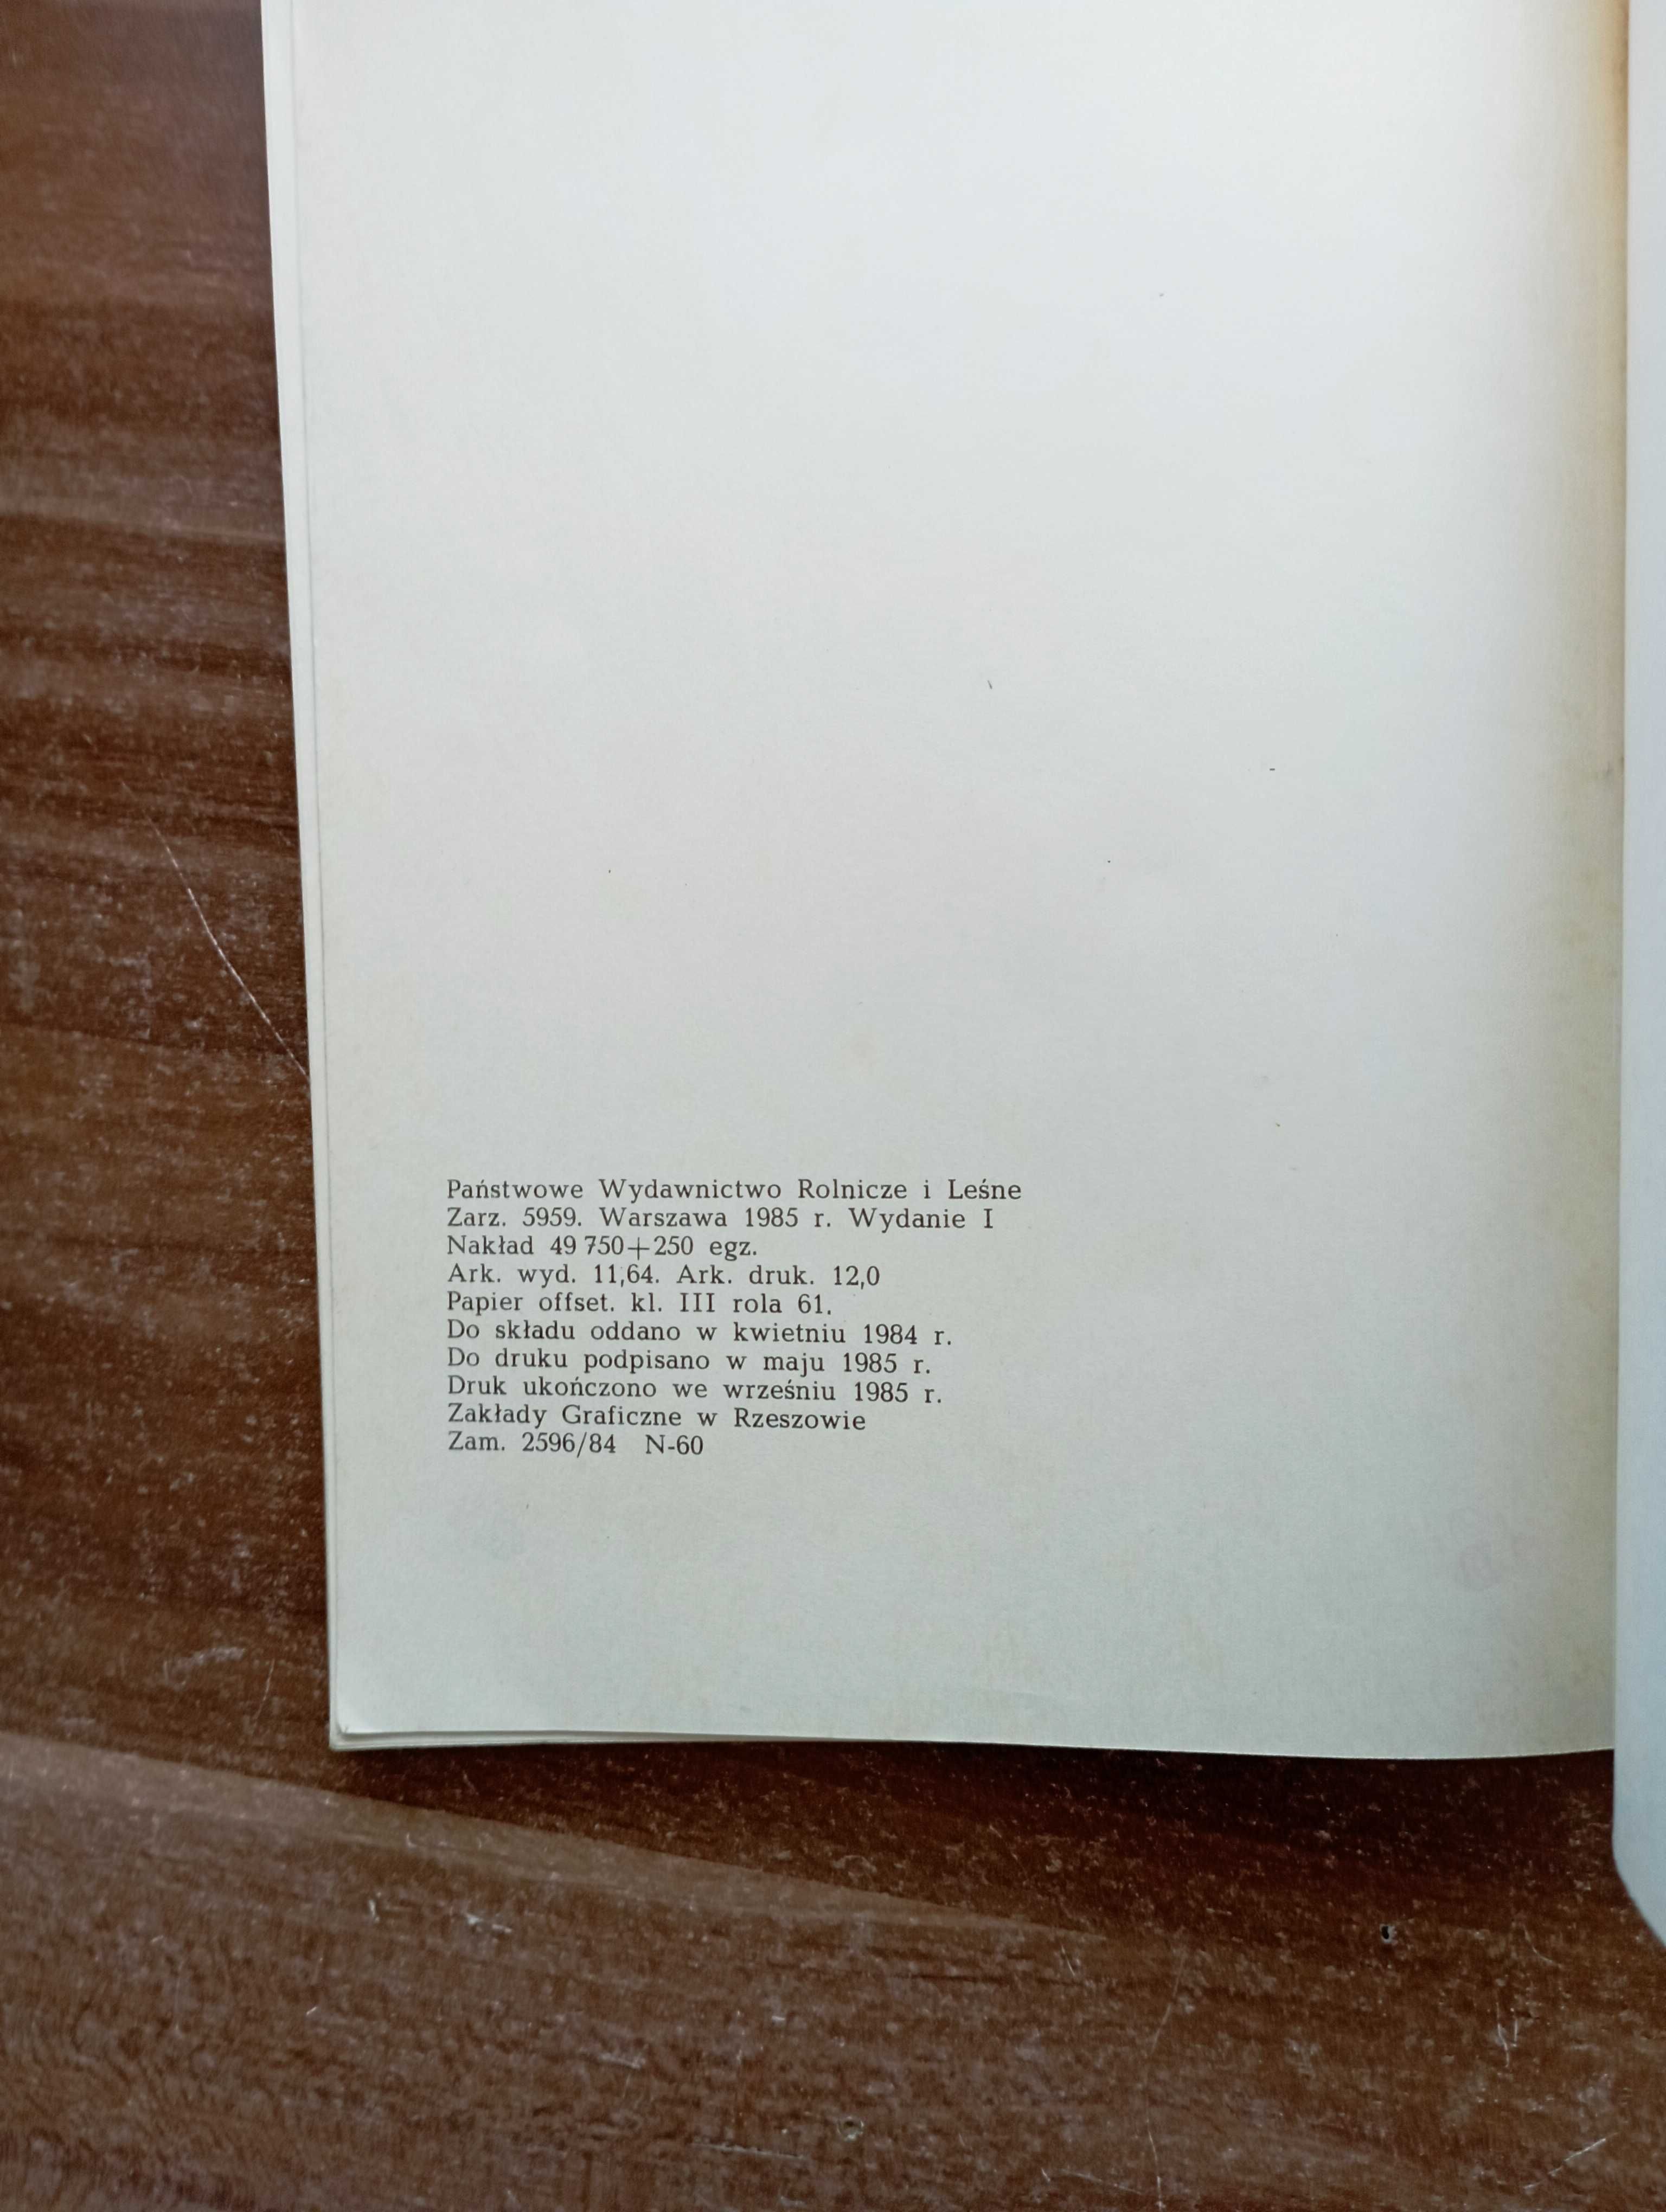 Państwowe Wydawnictwo Rolnicze i Leśne
Zarz. 5959. Warszawa 1985 r. Wydanie I
Nakład 49 750+250 egz.
Ark. wyd. 11,64. Ark. druk. 12,0
Papier offset. kl. III rola 61.
Do składu oddano w kwietniu 1984 r.
Do druku podpisano w maju 1985 r.
Druk ukończono we wrześniu 1985 r.
Zakłady Graficzne w Rzeszowie
Zam. 2596/84 N-60